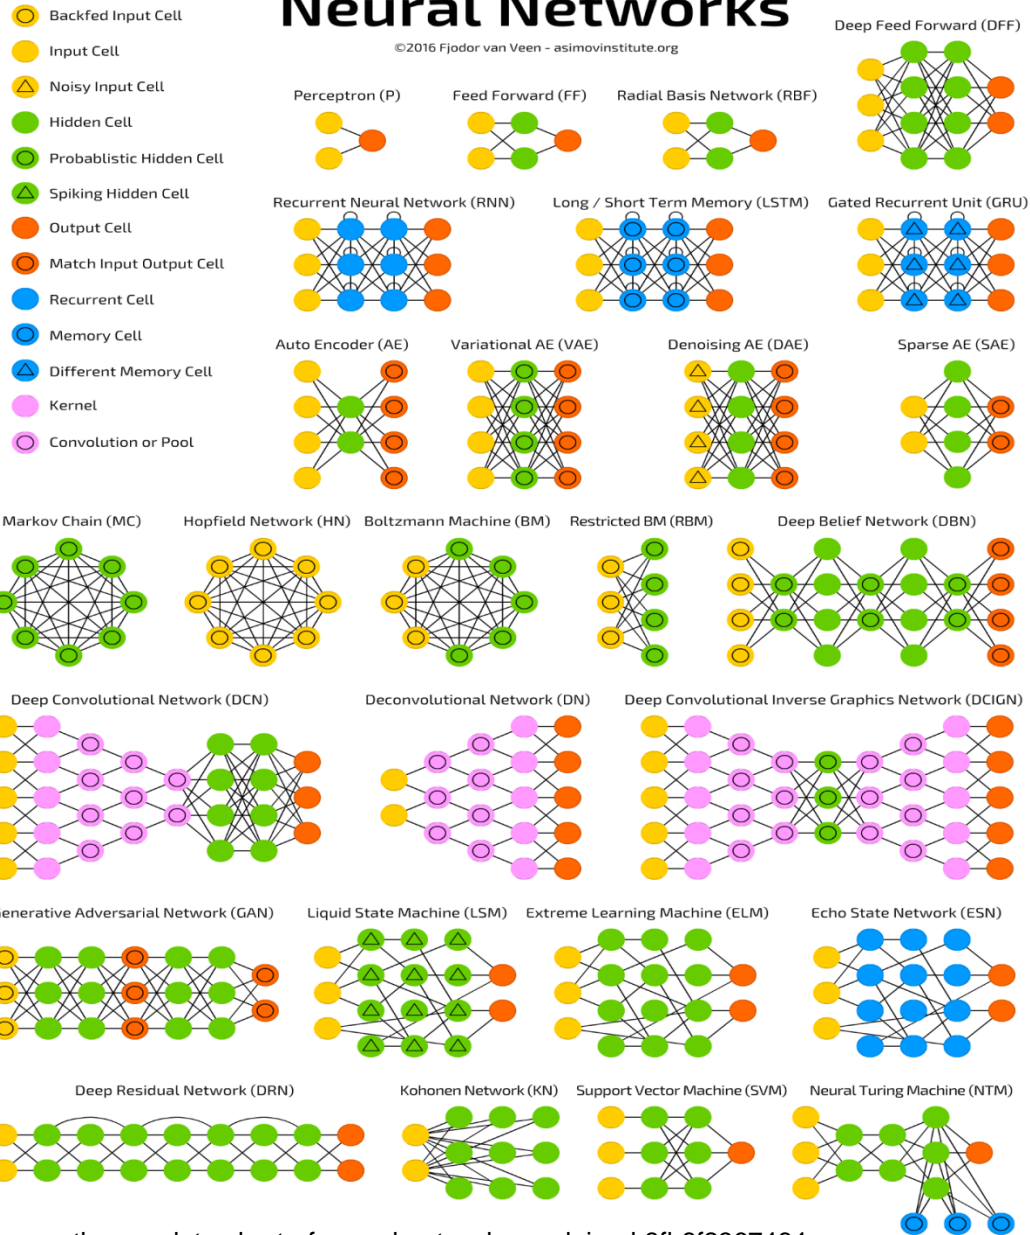 Neural Networks
©2016 Fjodor van Veen - asimovinstitute.org
Backfed Input Cell
Input Cell
Noisy Input Cell
Hidden Cell
Probablistic Hidden Cell
Spiking Hidden Cell
Output Cell
Match Input Output Cell
Recurrent Cell
Memory Cell
Different Memory Cell
Kernel
Convolution or Pool
Deep Feed Forward (DFF)
Perceptron (P)
Feed Forward (FF)
Radial Basis Network (RBF)
Recurrent Neural Network (RNN)
Long / Short Term Memory (LSTM)
Gated Recurrent Unit (GRU)
Auto Encoder (AE)
Variational AE (VAE)
Denoising AE (DAE)
Sparse AE (SAE)
Markov Chain (MC)
Hopfield Network (HN)
Boltzmann Machine (BM)
Restricted BM (RBM)
Deep Belief Network (DBN)
Deep Convolutional Network (DCN)
Deconvolutional Network (DN)
Deep Convolutional Inverse Graphics Network (DCIGN)
Generative Adversarial Network (GAN)
Liquid State Machine (LSM)
Extreme Learning Machine (ELM)
Echo State Network (ESN)
Deep Residual Network (DRN)
Kohonen Network (KN)
Support Vector Machine (SVM)
Neural Turing Machine (NTM)